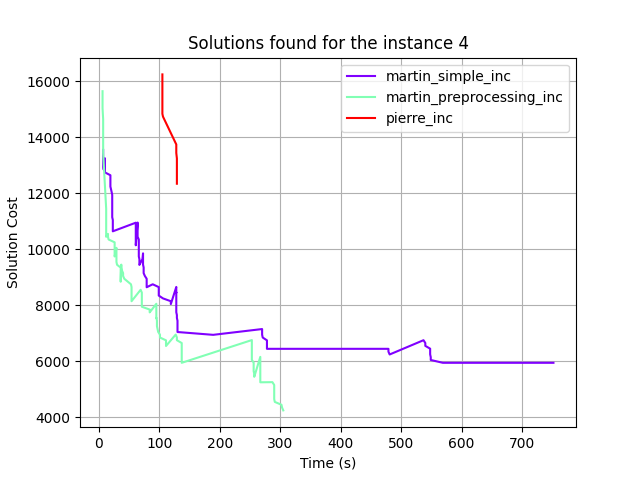 Solutions found for the instance 4
martin_simple_inc
martin_preprocessing_inc
pierre_inc
Solution Cost
16000
14000
12000
10000
8000
6000
4000
0 100 200 300 400 500 600 700
Time (s)